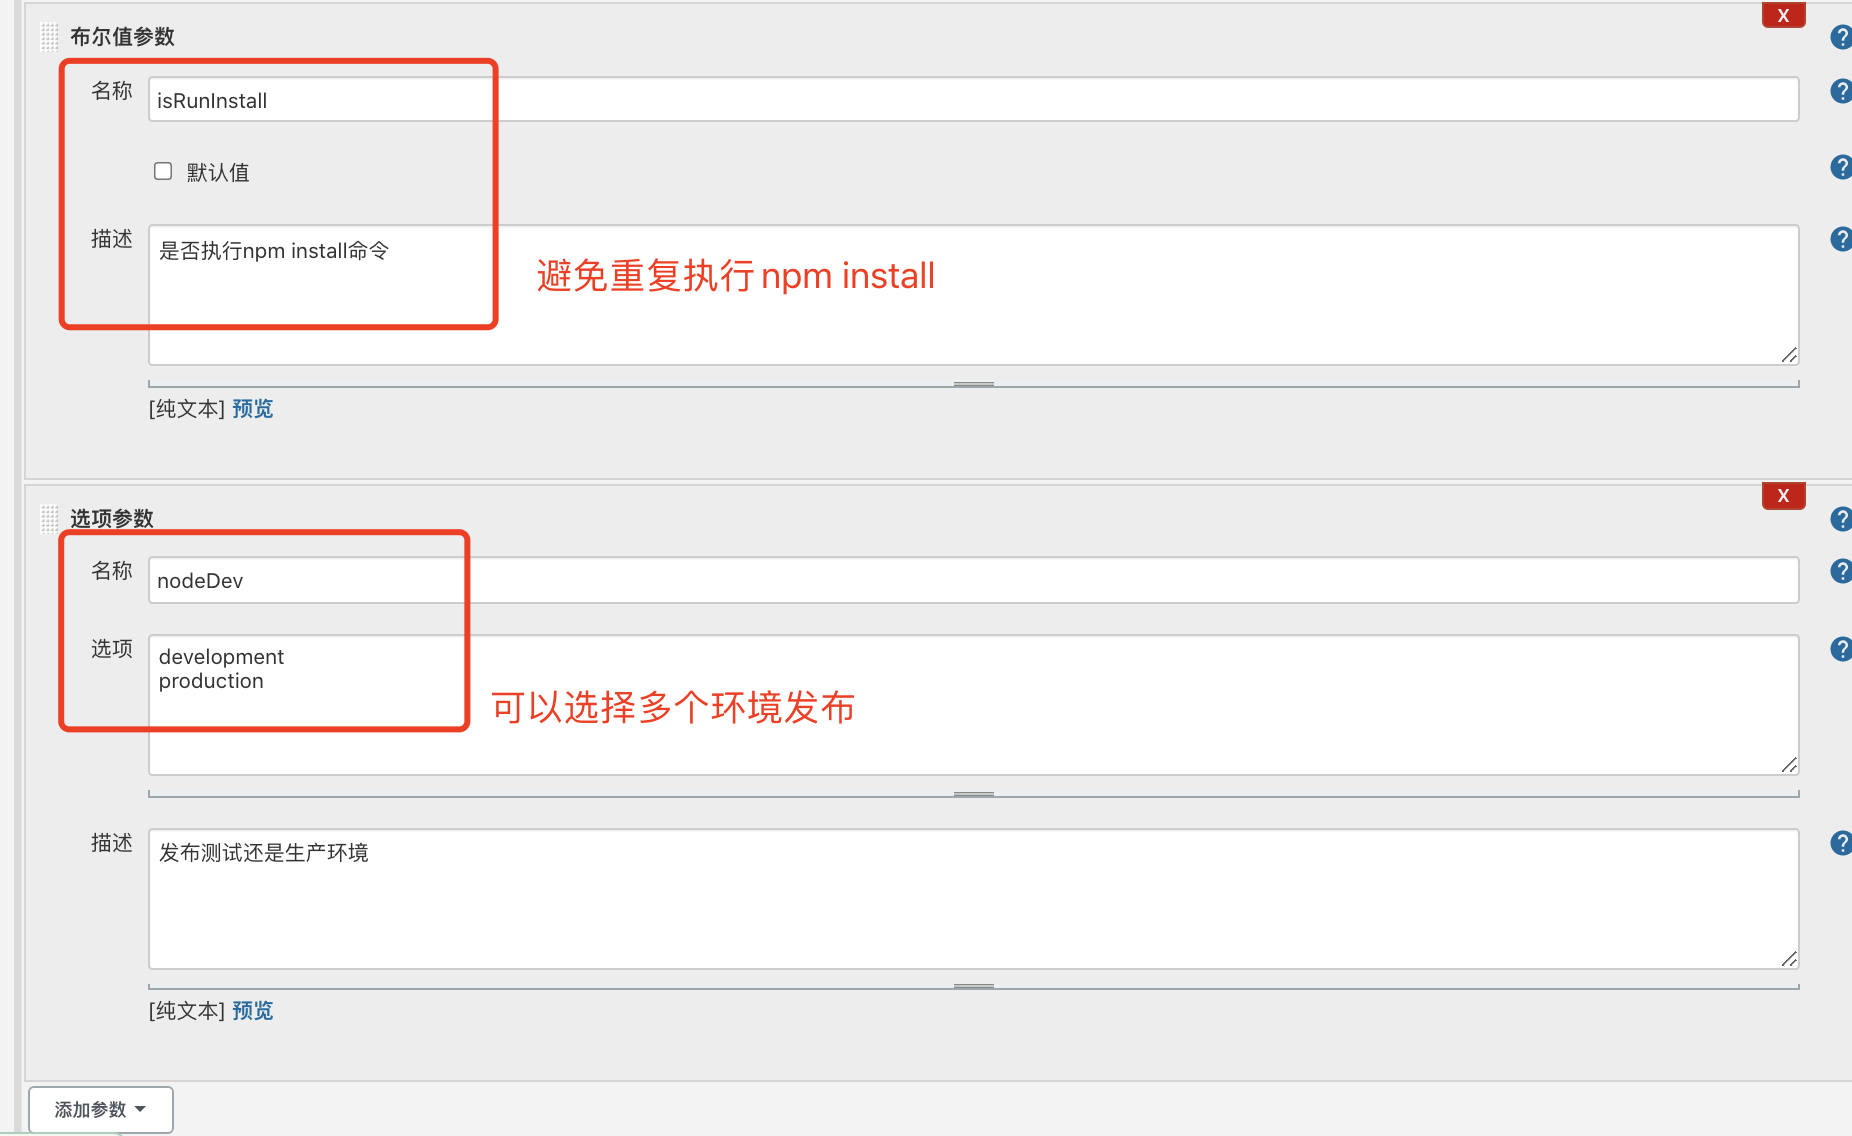 布尔值参数
X
名称
isRunInstall
默认值
描述
是否执行npm install命令
避免重复执行npm install
[纯文本] 预览
选项参数
X
名称
nodeDev
选项
development
production
可以选择多个环境发布
描述
发布测试还是生产环境
[纯文本] 预览
添加参数